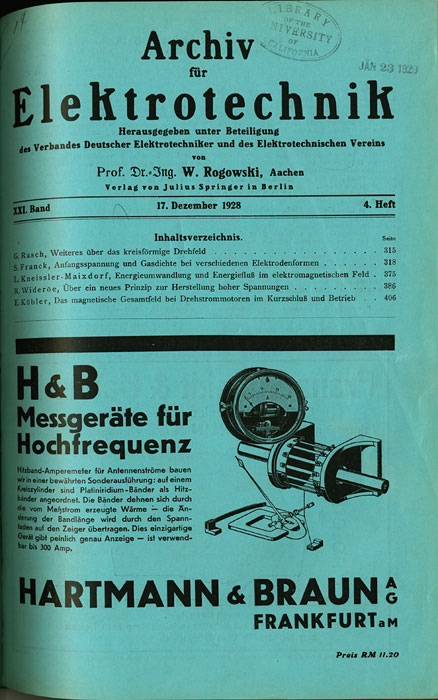 LIBRARY
OF THE
UNIVERSITY
OF
CALIFORNIA
JAN 23 1929
Archiv
für
Elektrotechnik
Herausgegeben unter Beteiligung
des Verbandes Deutscher Elektrotechniker und des Elektrotechnischen Vereins
von
Prof. Dr.-Ing. W. Rogowski, Aachen
Verlag von Julius Springer in Berlin
XXI. Band 17. Dezember 1928 4. Heft
Inhaltsverzeichnis. Seite
G. Rasch, Weiteres über das kreisförmige Drehfeld . . . . . . . . . . . . . . . . 315
S. Franck, Anfangsspannung und Gasdichte bei verschiedenen Elektrodenformen . . . . 318
L. Kneissler-Maixdorf, Energieumwandlung und Energiefluß im elektromagnetischen Feld . 375
R. Wideröe, Über ein neues Prinzip zur Herstellung hoher Spannungen . . . . . . . . 386
E. Kübler, Das magnetische Gesamtfeld bei Drehstrommotoren im Kurzschluß und Betrieb . . 406
H & B
Messgeräte für
Hochfrequenz
Hitzband-Amperemeter für Antennenströme bauen
wir in einer bewährten Sonderausführung: auf einem
Kreiszylinder sind Platiniridium-Bänder als Hitz-
bänder angeordnet. Die Bänder dehnen sich durch
die vom Meßstrom erzeugte Wärme – die Än-
derung der Bandlänge wird durch den Spann-
faden auf den Zeiger übertragen. Dies einzigartige
Gerät gibt peinlich genau Anzeige – ist verwend-
bar bis 300 Amp.
HARTMANN & BRAUN AG
FRANKFURT aM
Preis RM 11.20